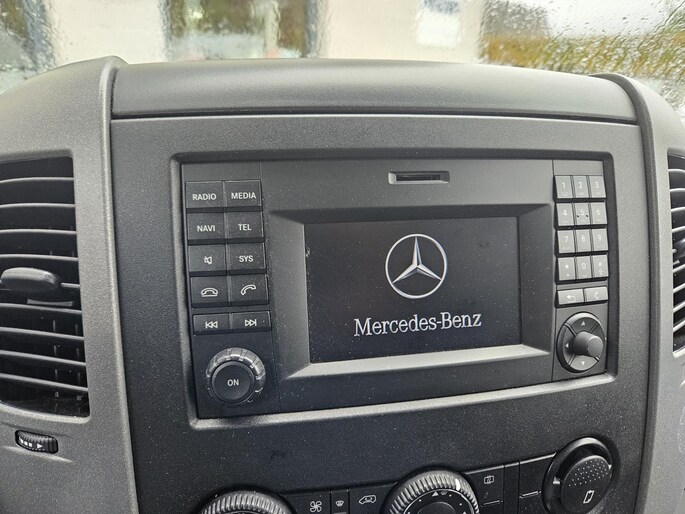 RADIO MEDIA
NAVI TEL
SYS
ON
Mercedes-Benz
1 2 3
4 5 6
7 8 9
* 0 #